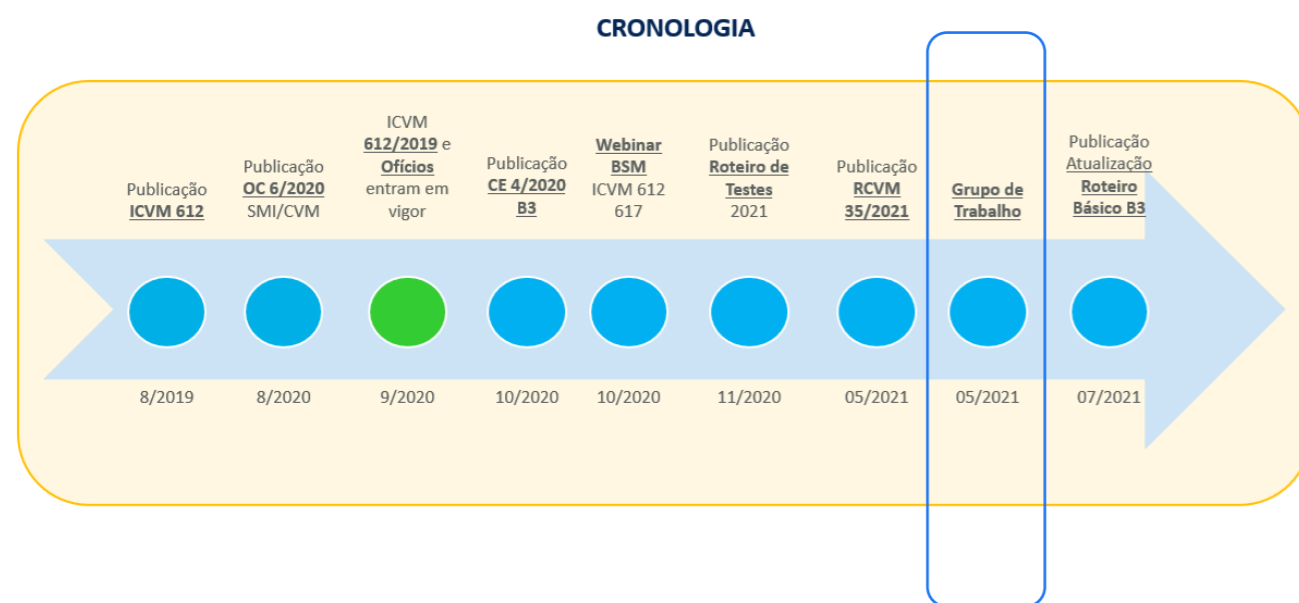 CRONOLOGIA
Publicação
ICVM 612
8/2019
Publicação
OC 6/2020
SMI/CVM
8/2020
ICVM
612/2019 e
Ofícios
entram em
vigor
9/2020
Publicação
CE 4/2020
B3
10/2020
Webinar
BSM
ICVM 612
617
10/2020
Publicação
Roteiro de
Testes
2021
11/2020
Publicação
RCVM
35/2021
05/2021
Grupo de
Trabalho
05/2021
Publicação
Atualização
Roteiro
Básico B3
07/2021